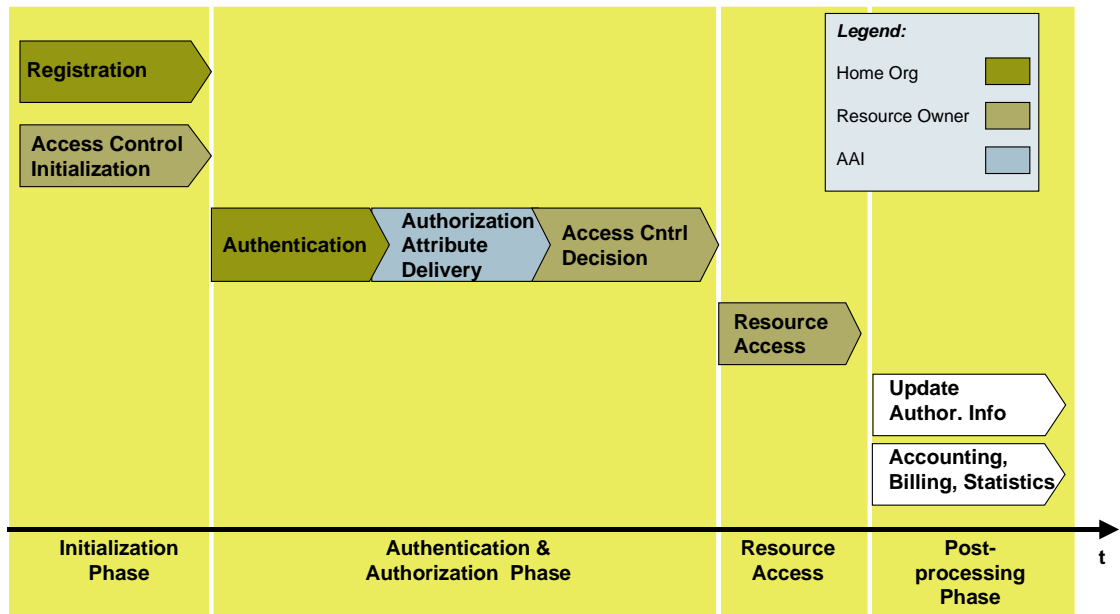 Legend:
Home Org
Resource Owner
AAI
Registration
Access Control
Initialization
Authentication
Authorization
Attribute
Delivery
Access Cntrl
Decision
Resource
Access
Update
Author. Info
Accounting,
Billing, Statistics
Initialization
Phase
Authentication &
Authorization Phase
Resource
Access
Post-
processing
Phase
t